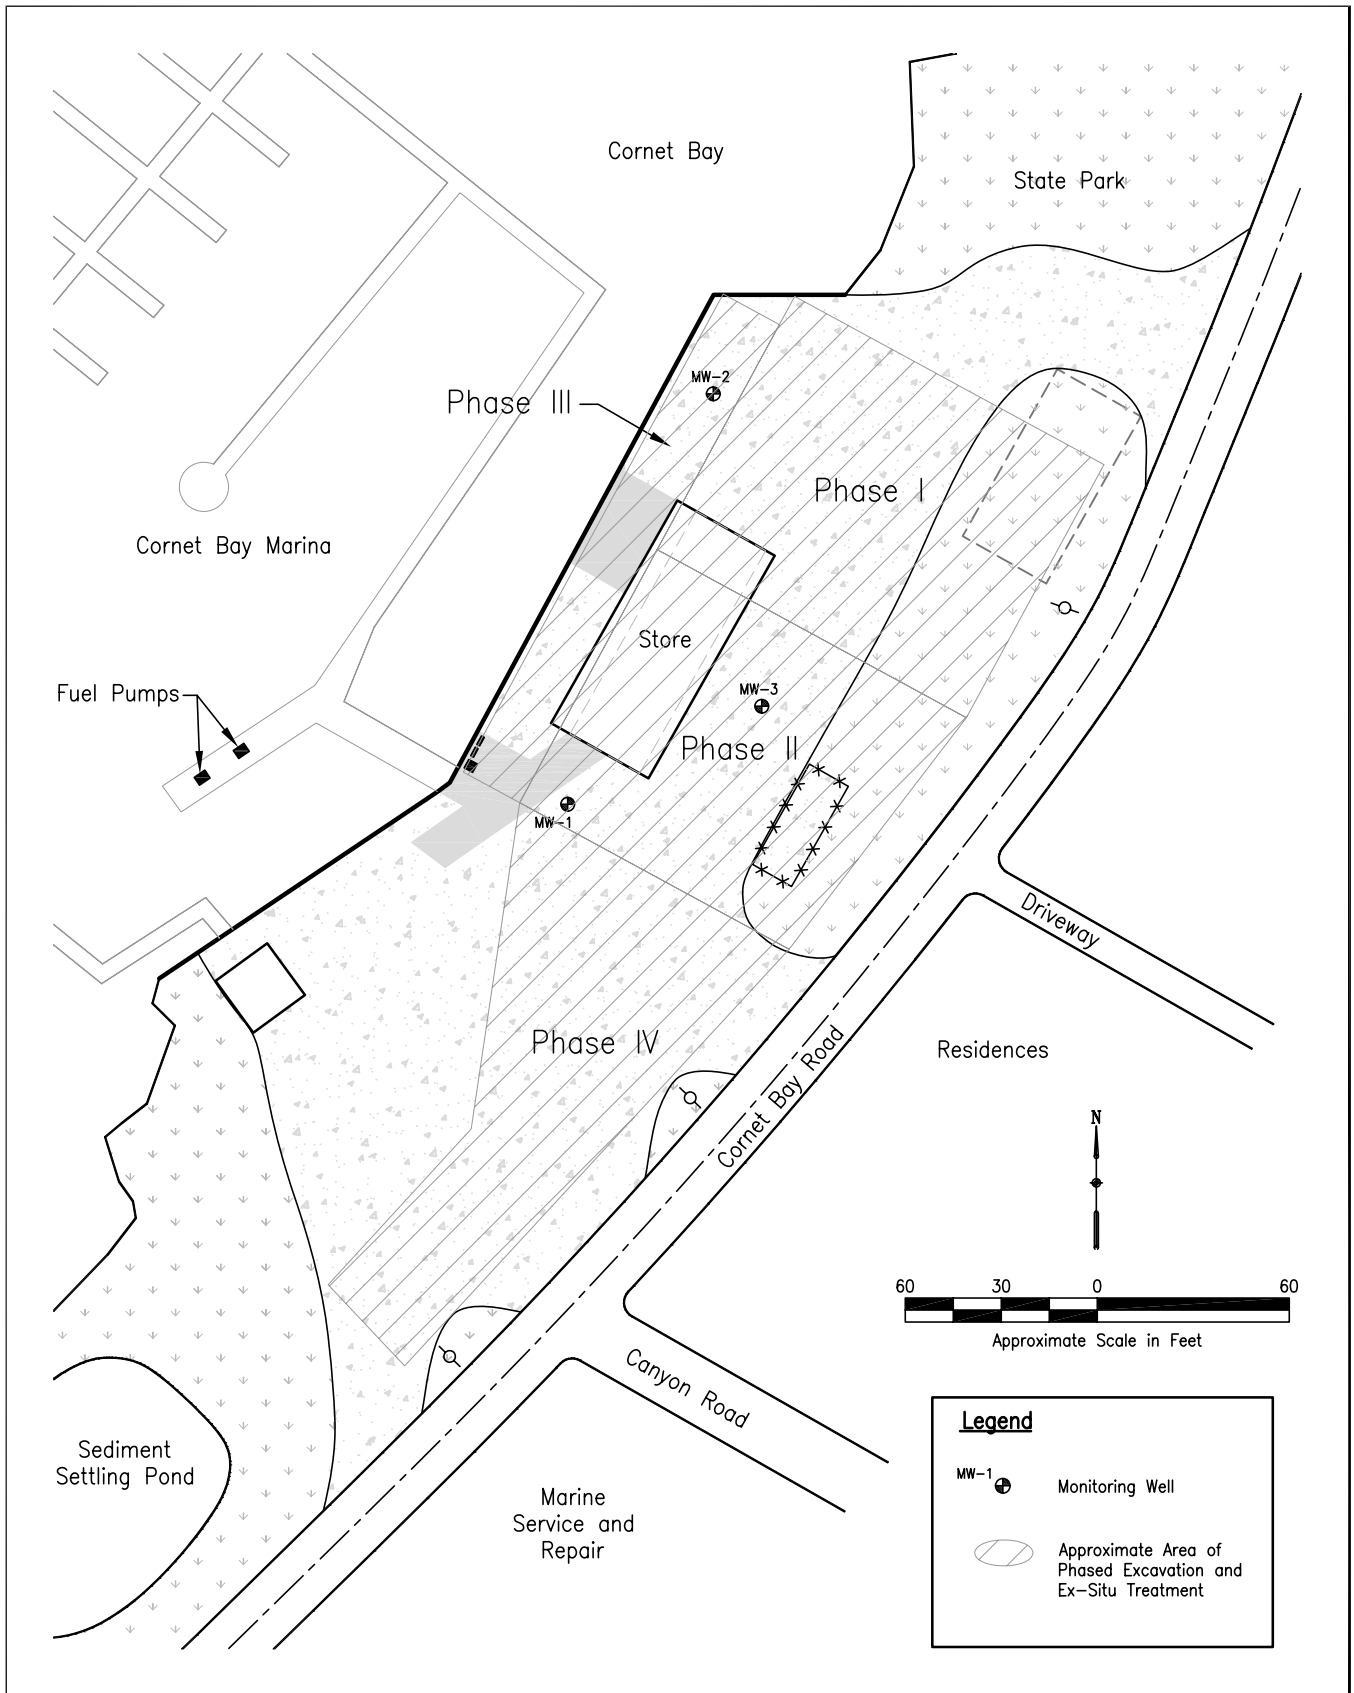 Cornet Bay
State Park
MW-2
Phase III
Phase I
Cornet Bay Marina
Store
Fuel Pumps
MW-3
Phase II
MW-1
Driveway
Phase IV
Cornet Bay Road
Residences
N
60 30 0 60
Approximate Scale in Feet
Canyon Road
Sediment
Settling Pond
Marine
Service and
Repair
Legend
MW-1
Monitoring Well
Approximate Area of
Phased Excavation and
Ex-Situ Treatment